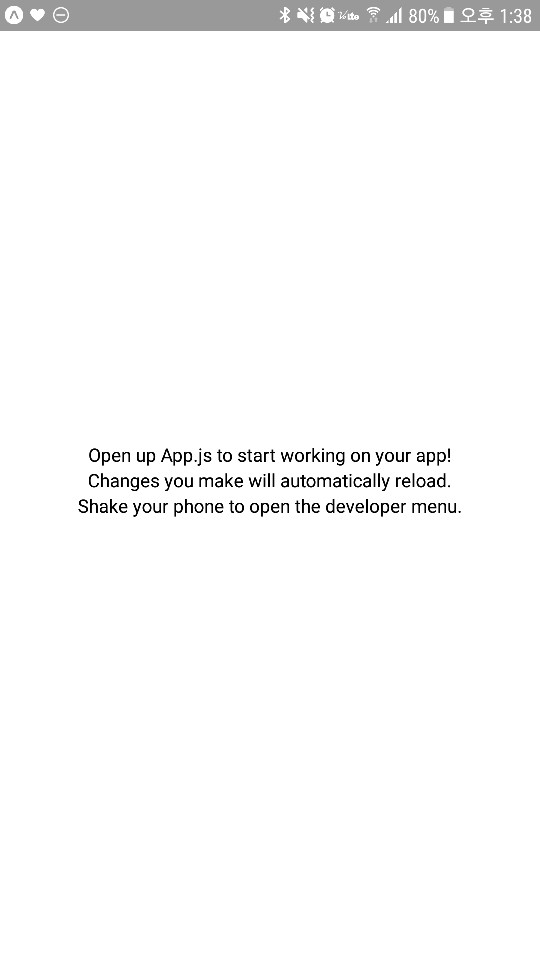 80% 오후 1:38
Open up App.js to start working on your app!
Changes you make will automatically reload.
Shake your phone to open the developer menu.